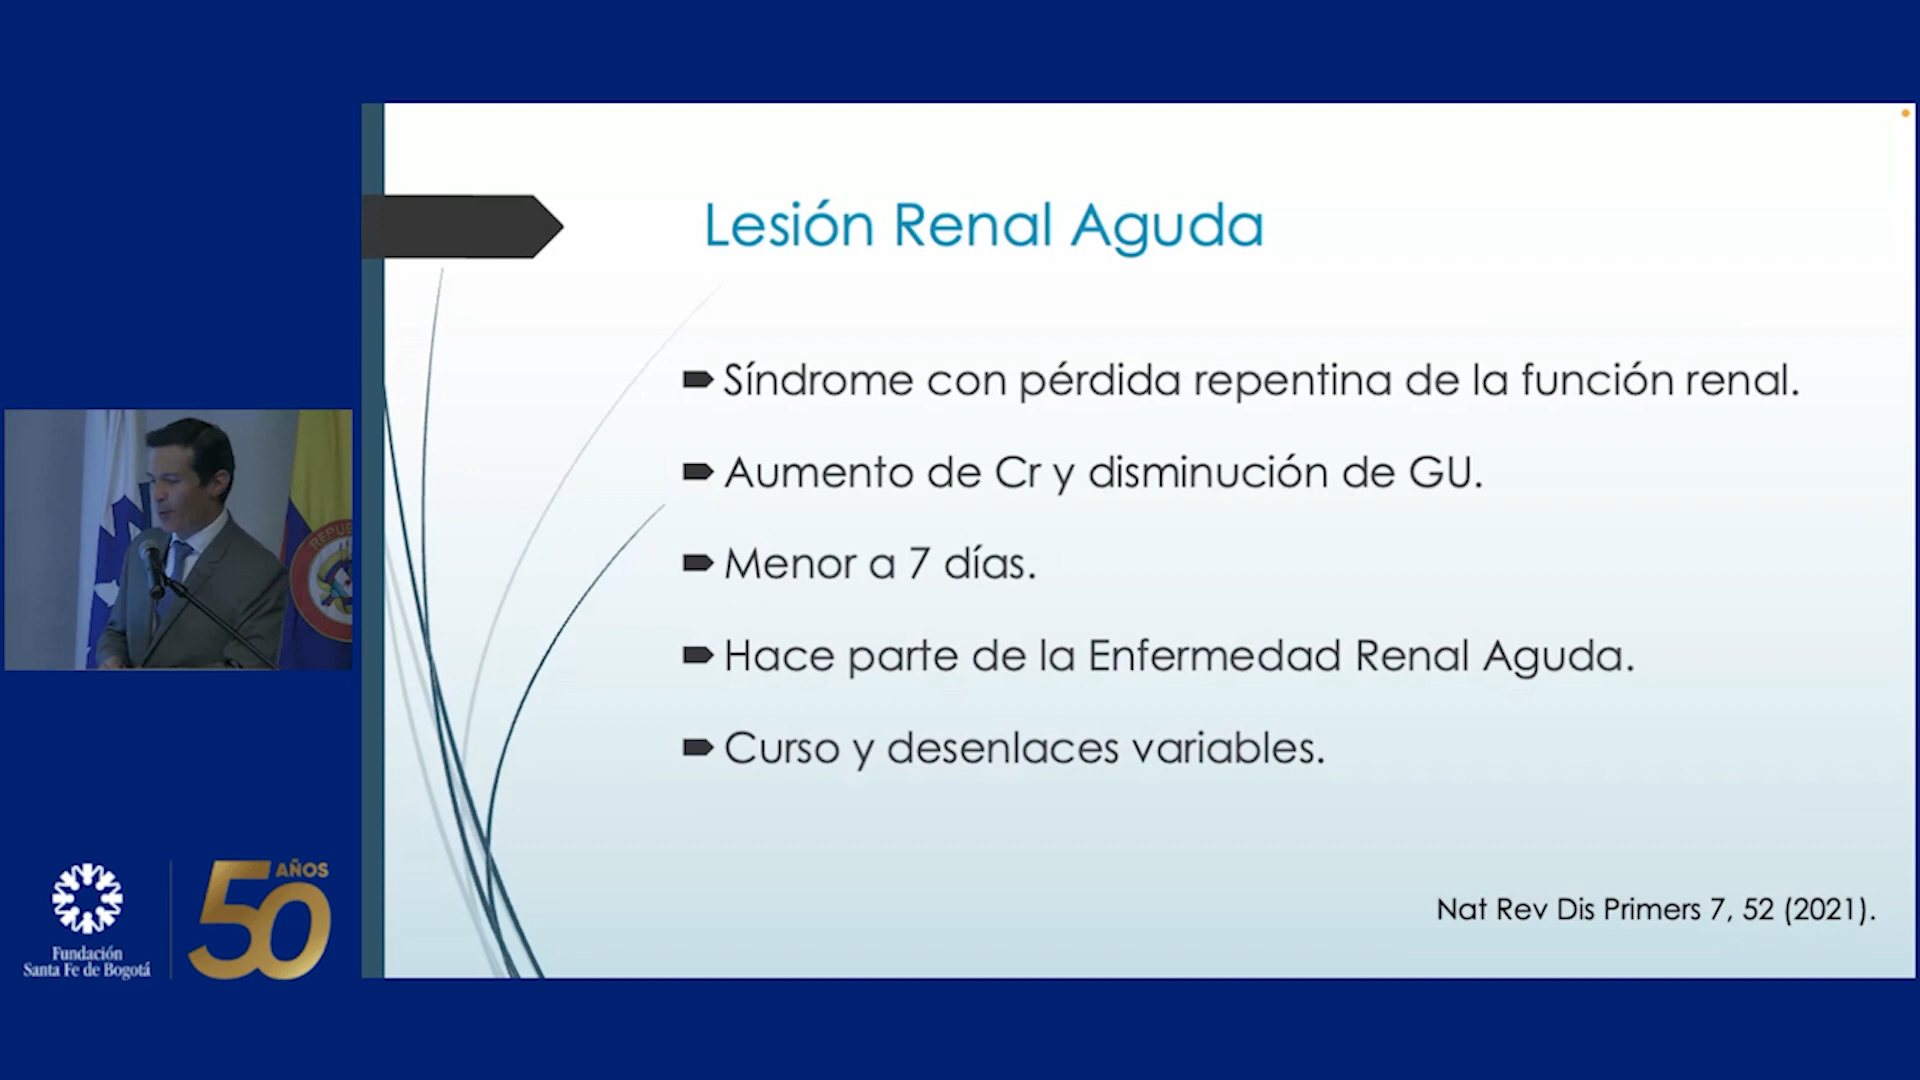 Lesión Renal Aguda
Síndrome con pérdida repentina de la función renal.
Aumento de Cr y disminución de GU.
Menor a 7 días.
Hace parte de la Enfermedad Renal Aguda.
Curso y desenlaces variables.
Nat Rev Dis Primers 7, 52 (2021).
REPUB
Fundación
Santa Fe de Bogotá
50 AÑOS